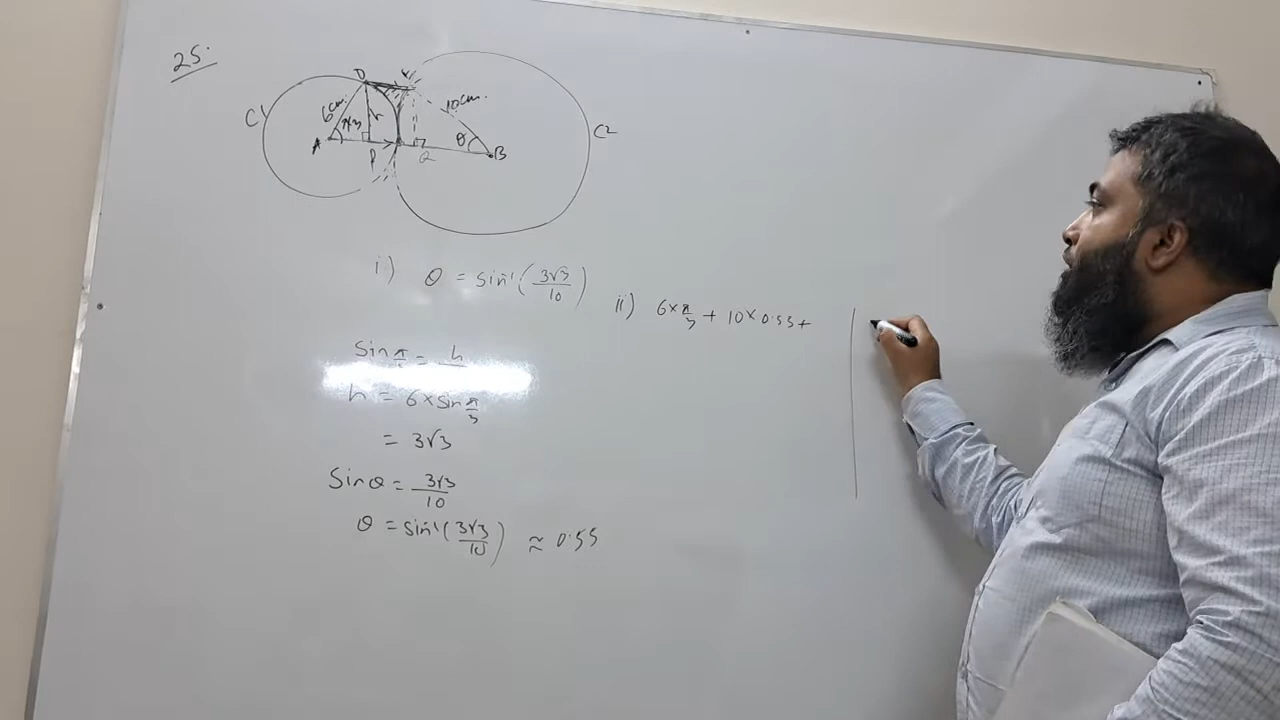 25.
D
6cm.
10cm.
C1
π/3
h
θ
C2
A
P
Q
B
i) θ = sin⁻¹(3√3/10)
ii) 6×π/3 + 10×0.55+
h = 6×sin π/3
= 3√3
Sinθ = 3√3/10
θ = sin⁻¹(3√3/10) ≈ 0.55